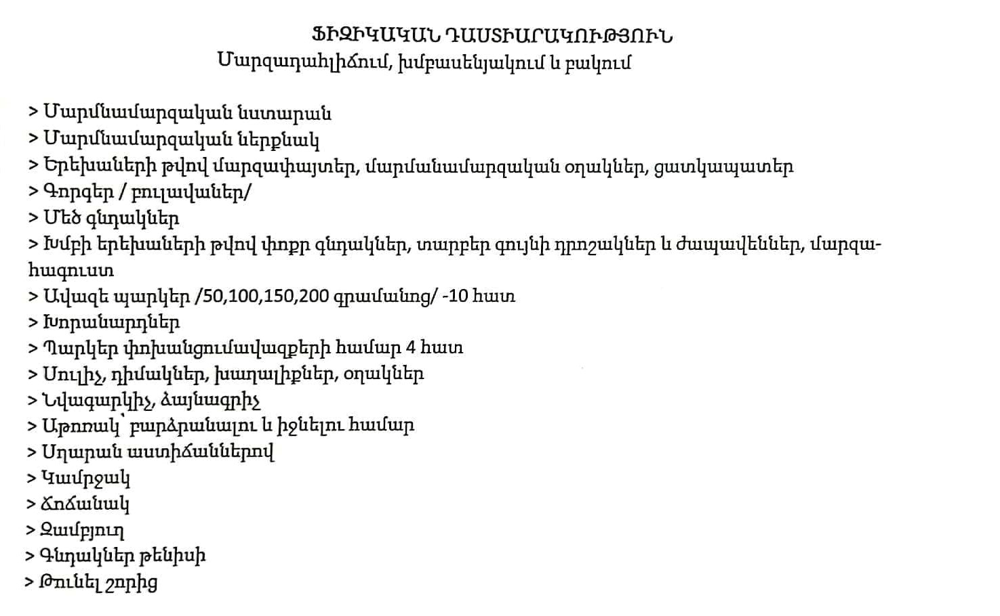 ՖԻԶԻԿԱԿԱՆ ԴԱՍՏԻԱՐԱԿՈՒԹՅՈՒՆ
Մարզադահլիճում, խմբասենյակում և բակում
> Մարմնամարզական նստարան
> Մարմնամարզական ներքնակ
> Երեխաների թվով մարզափայտեր, մարմանամարզական օղակներ, ցատկապատեր
> Գորգեր / բուլավաներ/
> Մեծ գնդակներ
> Խմբի երեխաների թվով փոքր գնդակներ, տարբեր գույնի դրոշակներ և ժապավեններ, մարզա-
հագուստ
> Ավազե պարկեր /50,100,150,200 գրամանոց/ -10 հատ
> Խորանարդներ
> Պարկեր փոխանցումավազքերի համար 4 հատ
> Սուլիչ, դիմակներ, խաղալիքներ, օղակներ
> Նվագարկիչ, ձայնագրիչ
> Աթոռակ՝ բարձրանալու և իջնելու համար
> Սղարան աստիճաններով
> Կամրջակ
> Ճոճանակ
> Զամբյուղ
> Գնդակներ թենիսի
> Թունել շորից